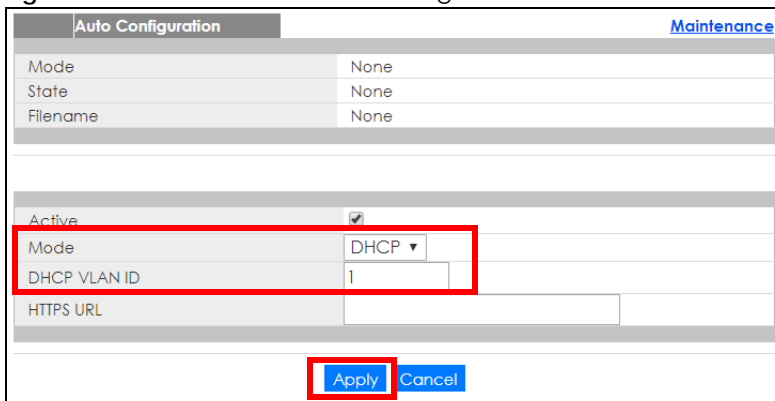 Auto Configuration Maintenance
Mode None
State None
Filename None
Active
Mode DHCP
DHCP VLAN ID 1
HTTPS URL
Apply Cancel